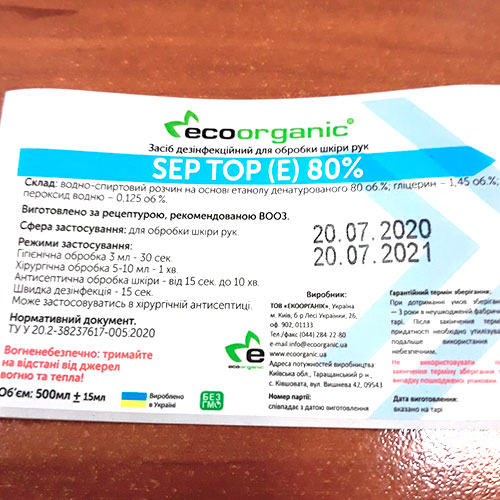 ecoorganic®
Засіб дезінфекційний для обробки шкіри рук
SEP TOP (E) 80%
Склад: водно-спиртовий розчин на основі етанолу денатурованого 80 об.%; гліцерин – 1,45 об.%;
пероксид водню – 0,125 об.%
Виготовлено за рецептурою, рекомендованою ВООЗ.
Сфера застосування: для обробки шкіри рук
20.07.2020
20.07.2021
Режими застосування:
Гігієнічна обробка 3 мл - 30 сек.
Хірургічна обробка 5-10 мл - 1 хв.
Антисептична обробка шкіри - від 15 сек. до 10 хв.
Швидка дезінфекція - 15 сек.
Може застосовуватись в хірургічній антисептиці.
Нормативний документ.
ТУ У 20.2-38237617-005:2020
Вогненебезпечно: тримайте
на відстані від джерел
вогню та тепла!
Об'єм: 500мл ± 15мл
Вироблено
в Україні
БЕЗ
ГМО
e
ecoorganic
Виробник:
ТОВ «ЕКООРГАНІК», Україна
м. Київ, б-р Лесі Українки, 26,
оф. 902, 01133
Тел./факс (044) 284 22 80
e-mail info@ecoorganic.ua
www.ecoorganic.ua
Адреса потужностей виробництва
Київська обл., Таращанський р-н,
с. Ківшовата, вул. Вишнева 42, 09543
Номер партії:
співпадає з датою виготовлення
Гарантійний термін зберігання:
При дотриманні умов зберігання
– 3 роки в неушкодженій фабричн
тарі. Після закінчення термін
придатності необхідно утилізува
подальше використання
небезпечним.
Не використовувати п
закінчення терміну зберігання
випадку пошкодження упаковки
Дата виготовлення:
вказано на тарі